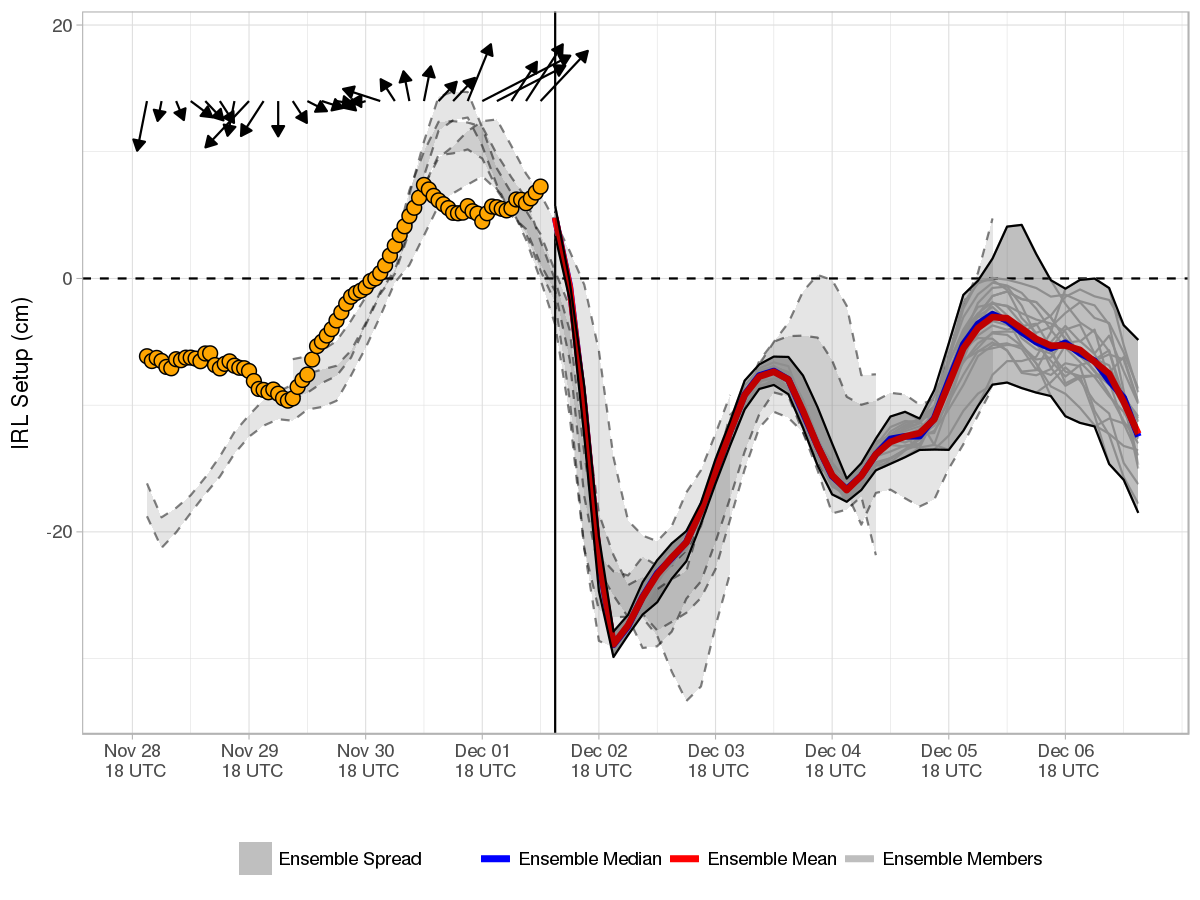 20
0
-20
IRL Setup (cm)
Nov 28 Nov 29 Nov 30 Dec 01 Dec 02 Dec 03 Dec 04 Dec 05 Dec 06
18 UTC 18 UTC 18 UTC 18 UTC 18 UTC 18 UTC 18 UTC 18 UTC 18 UTC
Ensemble Spread Ensemble Median Ensemble Mean Ensemble Members